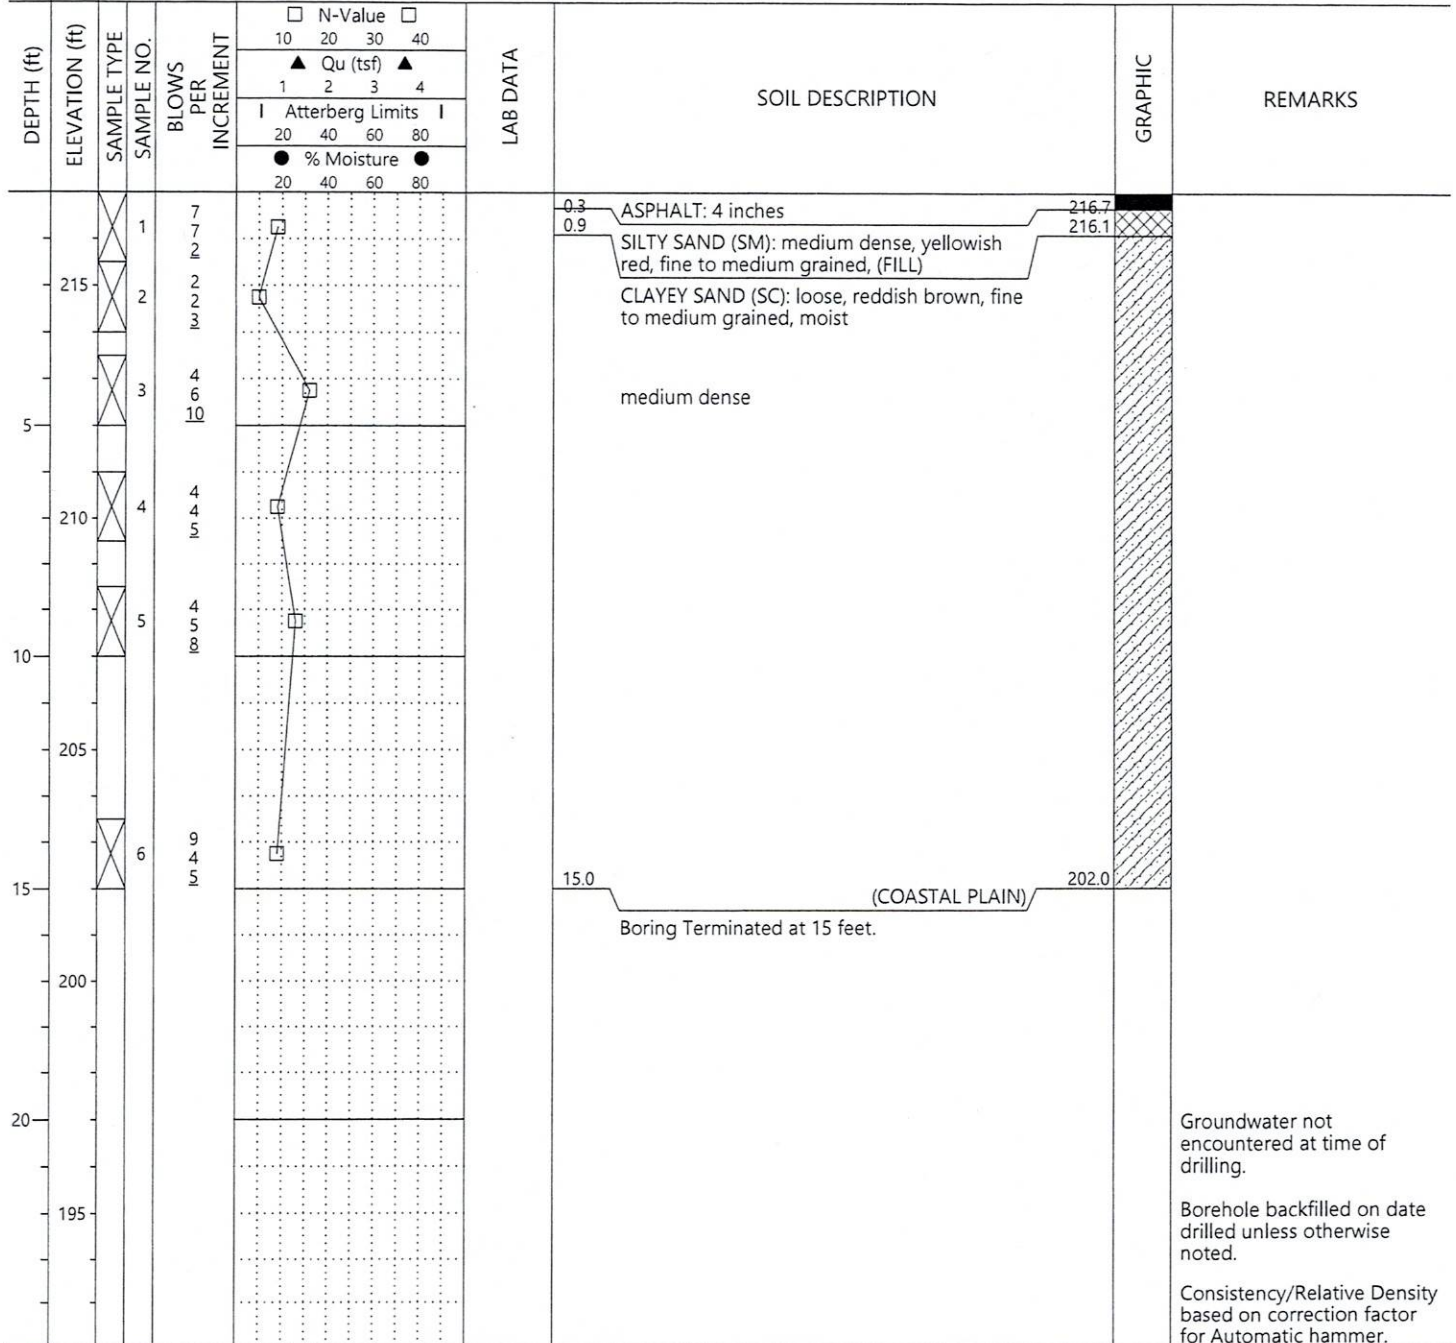 DEPTH (ft)
ELEVATION (ft)
SAMPLE TYPE
SAMPLE NO.
BLOWS
PER
INCREMENT
□ N-Value □
10 20 30 40
▲ Qu (tsf) ▲
1 2 3 4
Atterberg Limits
20 40 60 80
● % Moisture ●
20 40 60 80
LAB DATA
SOIL DESCRIPTION
GRAPHIC
REMARKS
1
7
7
2
0.3 ASPHALT: 4 inches 216.7
0.9 216.1
SILTY SAND (SM): medium dense, yellowish
red, fine to medium grained, (FILL)
215
2
2
2
3
CLAYEY SAND (SC): loose, reddish brown, fine
to medium grained, moist
3
4
6
10
medium dense
5
210
4
4
4
5
5
4
5
8
10
205
6
9
4
5
15
15.0 202.0
(COASTAL PLAIN)
Boring Terminated at 15 feet.
200
20
195
Groundwater not
encountered at time of
drilling.
Borehole backfilled on date
drilled unless otherwise
noted.
Consistency/Relative Density
based on correction factor
for Automatic hammer.